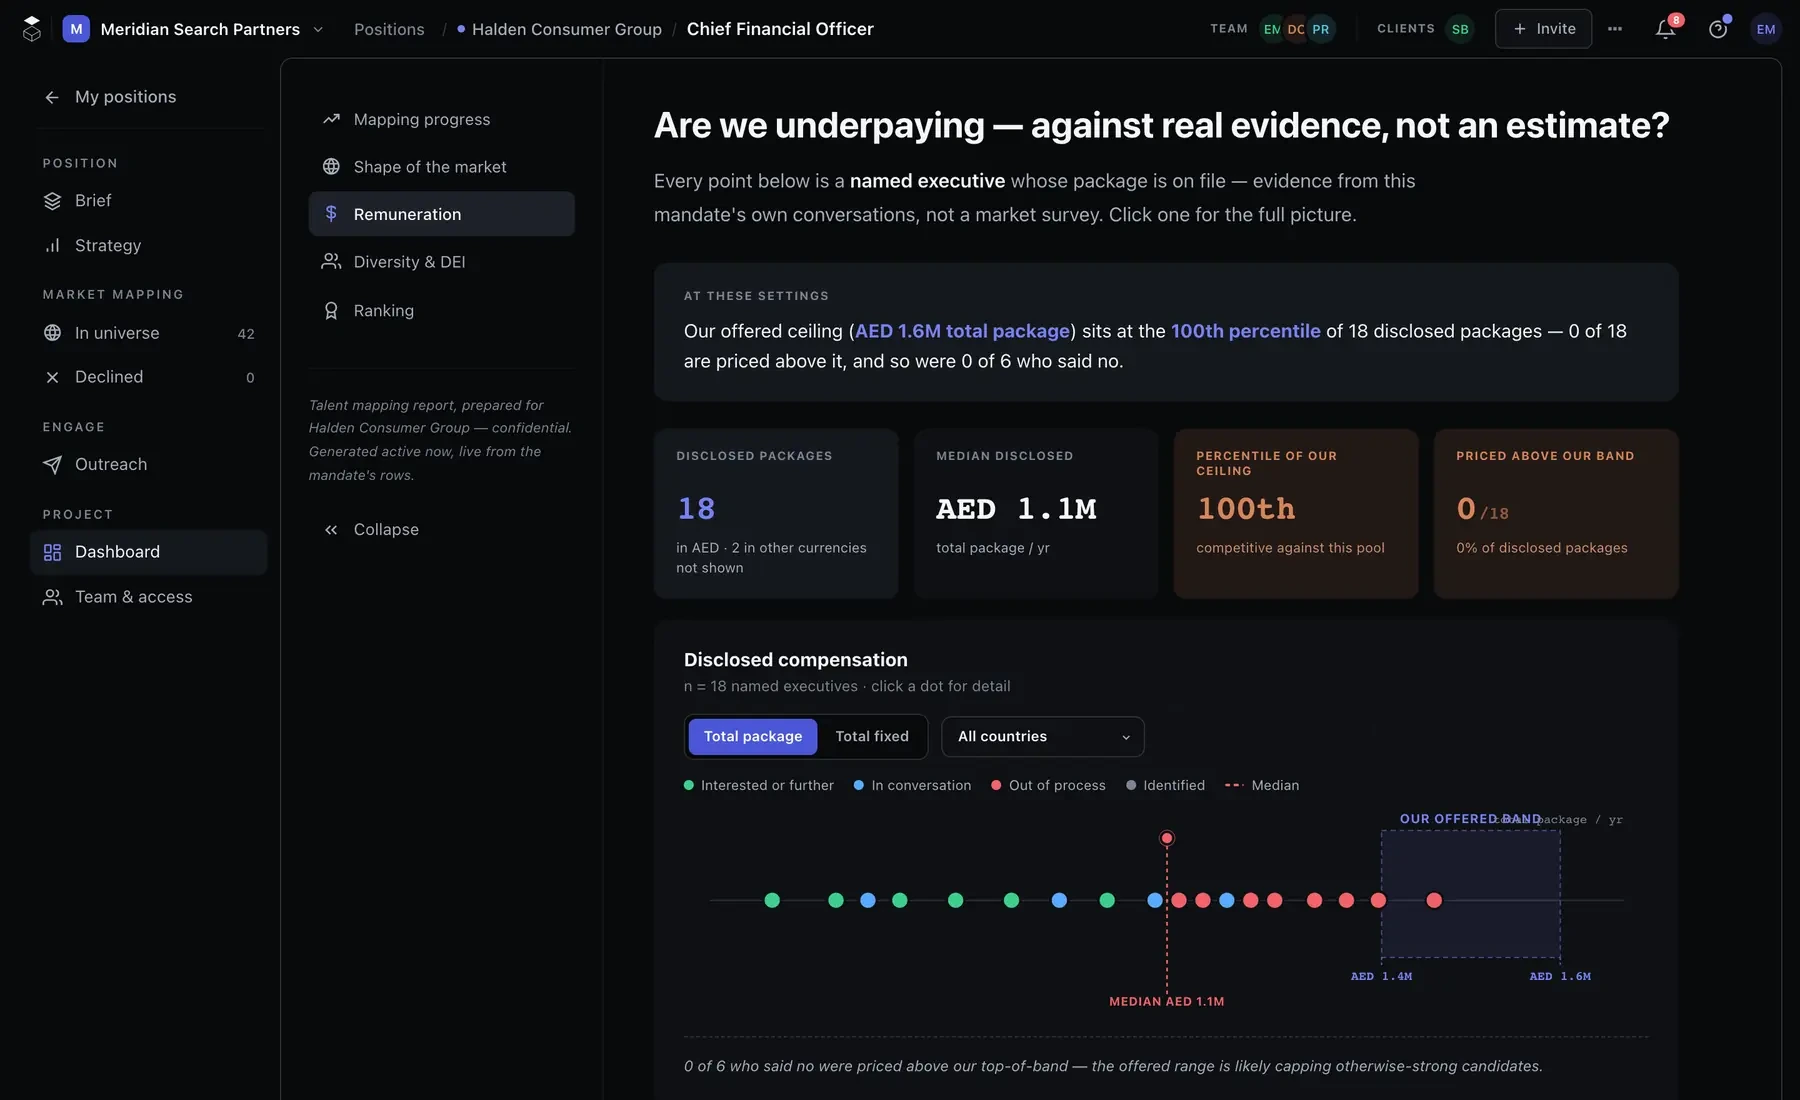 M Meridian Search Partners Positions / Halden Consumer Group / Chief Financial Officer TEAM EM DC PR CLIENTS SB + Invite 8 EM
My positions
POSITION
Brief
Strategy
MARKET MAPPING
In universe 42
Declined 0
ENGAGE
Outreach
PROJECT
Dashboard
Team & access
Mapping progress
Shape of the market
Remuneration
Diversity & DEI
Ranking
Talent mapping report, prepared for
Halden Consumer Group — confidential.
Generated active now, live from the
mandate's rows.
Collapse
Are we underpaying — against real evidence, not an estimate?
Every point below is a named executive whose package is on file — evidence from this
mandate's own conversations, not a market survey. Click one for the full picture.
AT THESE SETTINGS
Our offered ceiling (AED 1.6M total package) sits at the 100th percentile of 18 disclosed packages — 0 of 18
are priced above it, and so were 0 of 6 who said no.
DISCLOSED PACKAGES
18
in AED · 2 in other currencies
not shown
MEDIAN DISCLOSED
AED 1.1M
total package / yr
PERCENTILE OF OUR
CEILING
100th
competitive against this pool
PRICED ABOVE OUR BAND
0/18
0% of disclosed packages
Disclosed compensation
n = 18 named executives · click a dot for detail
Total package Total fixed All countries
Interested or further In conversation Out of process Identified Median
OUR OFFERED BAND
total package / yr
AED 1.4M AED 1.6M
MEDIAN AED 1.1M
0 of 6 who said no were priced above our top-of-band — the offered range is likely capping otherwise-strong candidates.